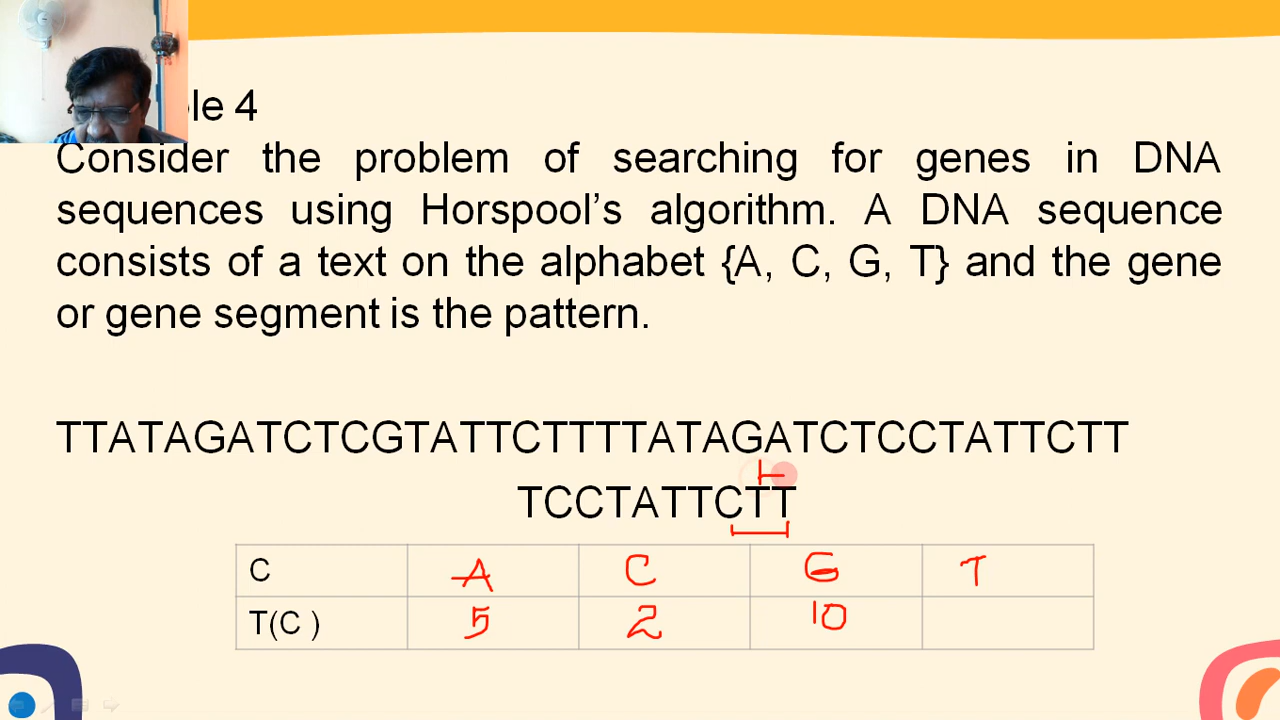 le 4
Consider the problem of searching for genes in DNA
sequences using Horspool’s algorithm. A DNA sequence
consists of a text on the alphabet {A, C, G, T} and the gene
or gene segment is the pattern.
TTATAGATCTCGTATTCTTTTATAGATCTCCTATTCTT
TCCTATTCTT
C A C G T
T(C ) 5 2 10